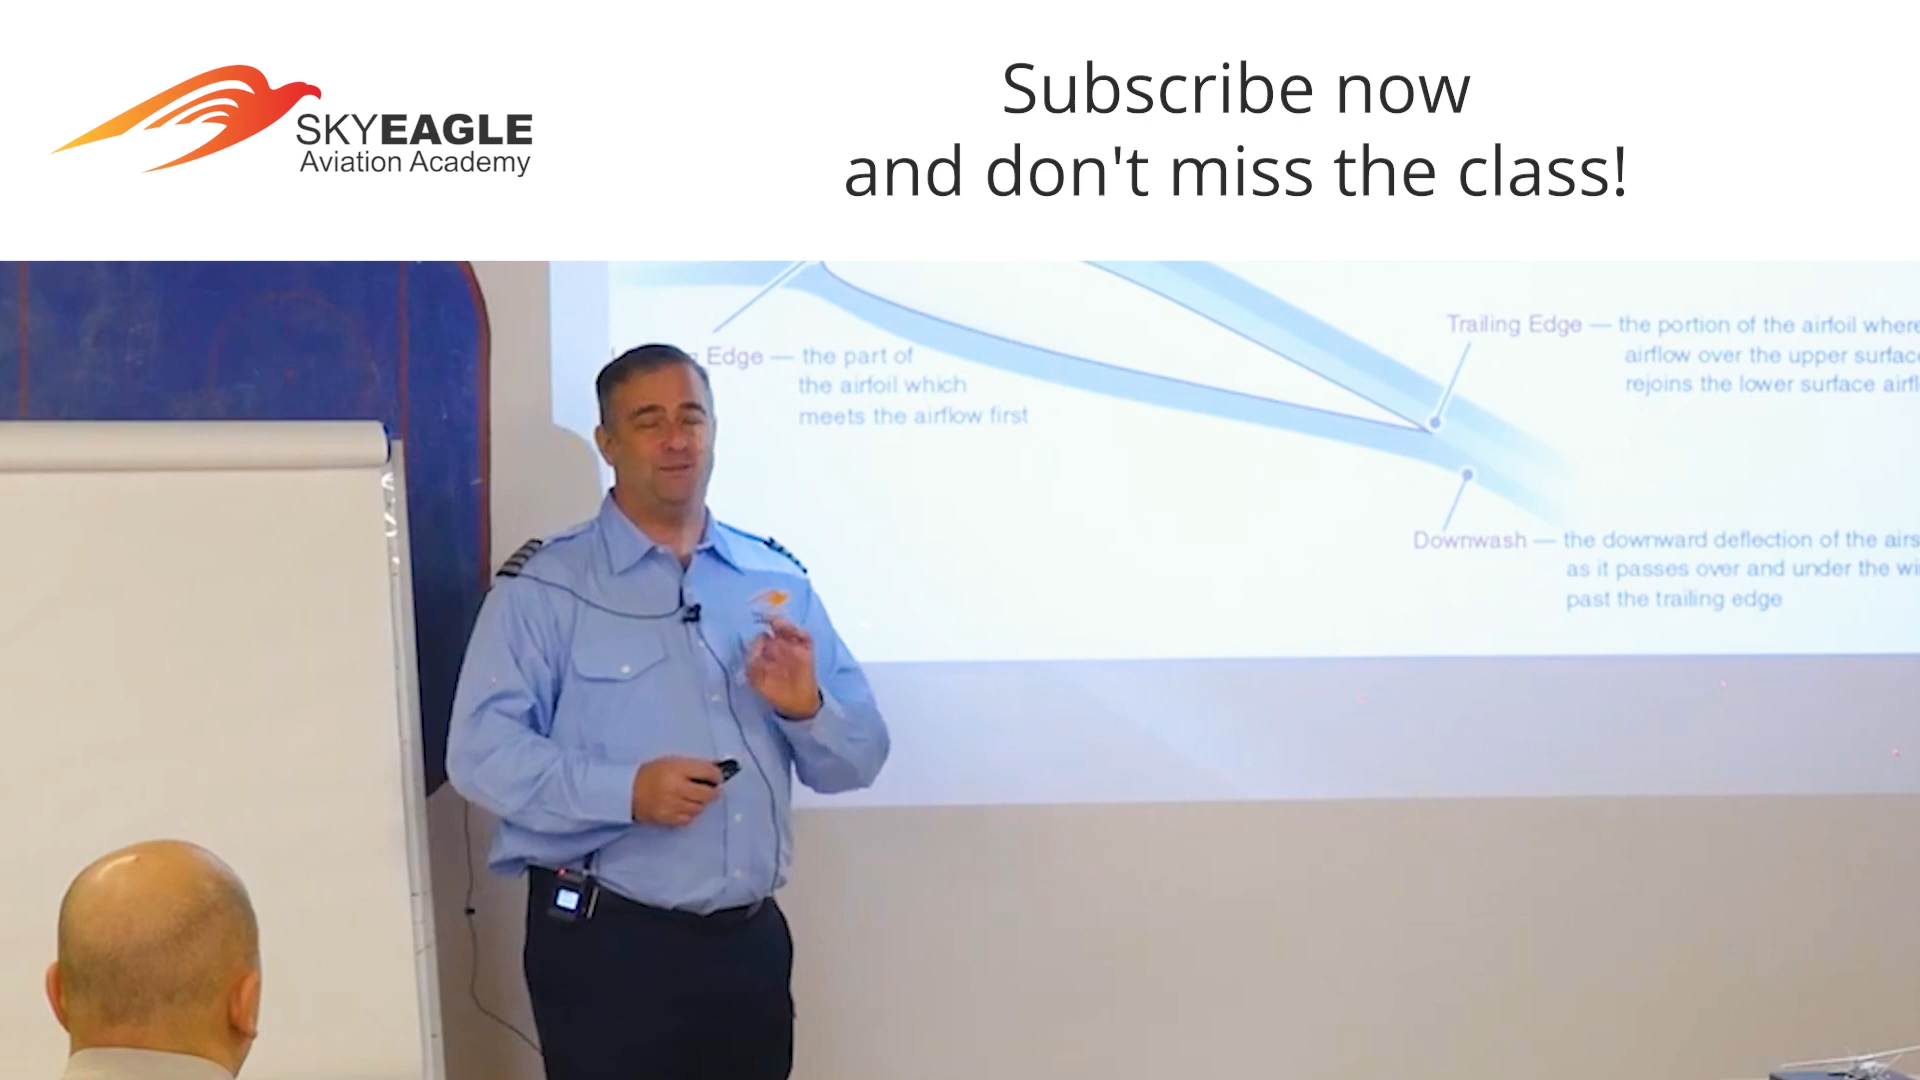 SKYEAGLE
Aviation Academy
Subscribe now
and don't miss the class!
Edge — the part of
the airfoil which
meets the airflow first
Trailing Edge — the portion of the airfoil where
airflow over the upper
rejoins the lower surface
Downwash — the downward deflection of the
as it passes over and under the
past the trailing edge